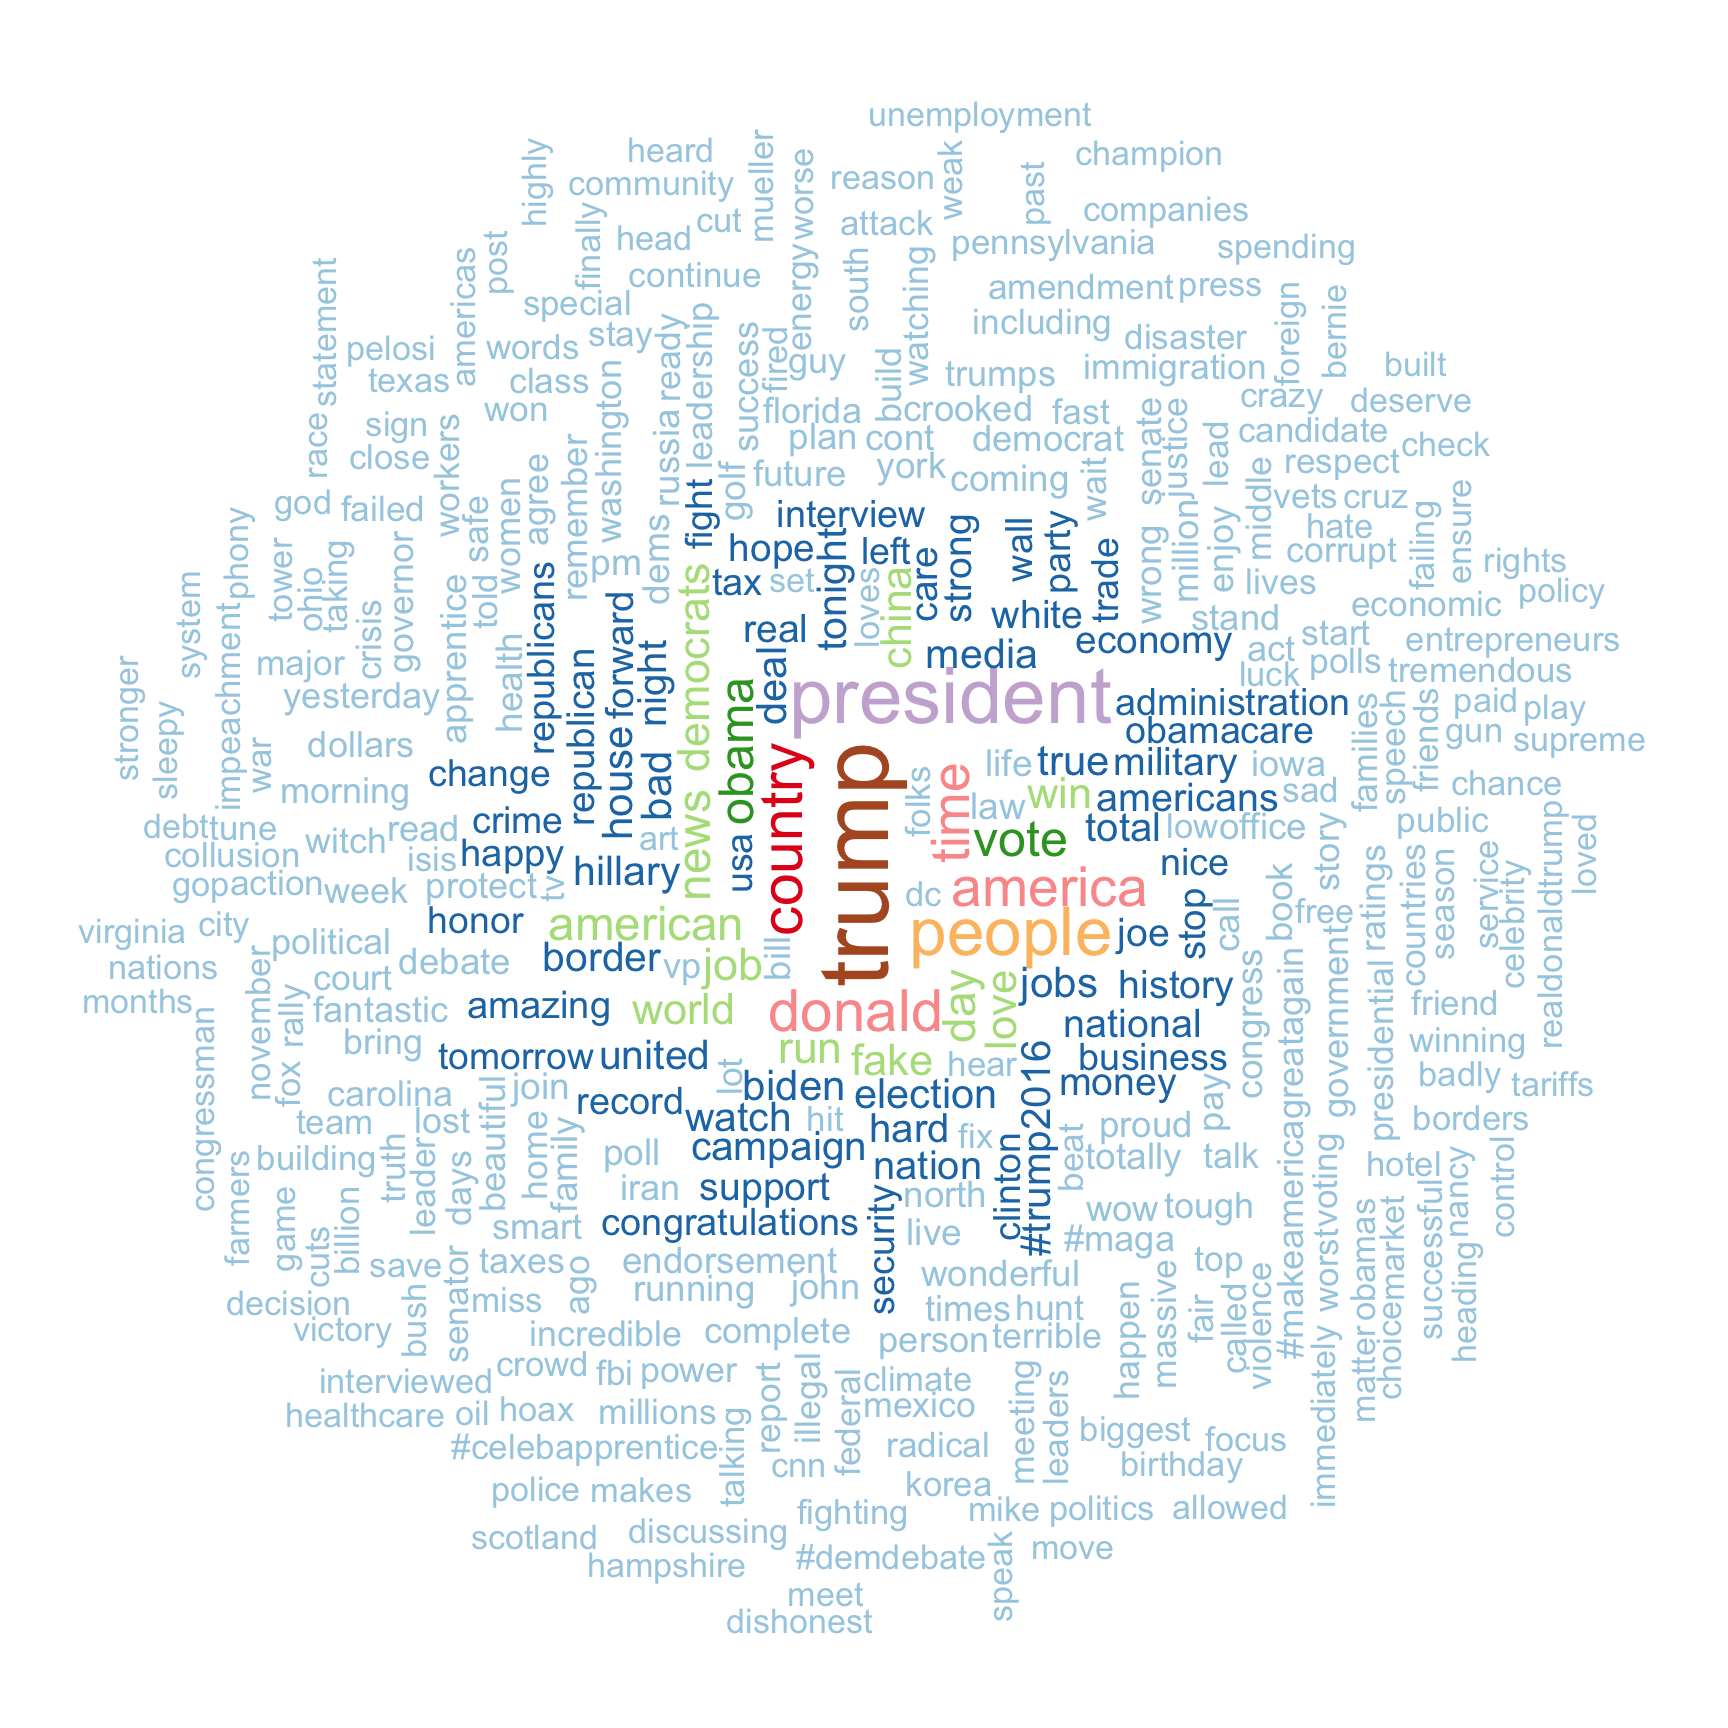 unemployment
heard
champion
highly
community
mueller
worse
reason
weak
past
cut
attack
companies
finally
head
post
pennsylvania
spending
americas
continue
energy
south
watching
statement
special
amendment
press
foreign
bernie
including
stay
words
pelosi
ready
leadership
success
fired
guy
build
disaster
texas
class
trumps
immigration
built
won
washington
florida
crooked
fast
crazy
deserve
race
sign
workers
russia
plan
cont
democrat
senate
justice
lead
candidate
check
close
remember
golf
future
york
coming
wait
middle
respect
god
failed
safe
women
agree
fight
interview
vets
cruz
failing
ensure
phony
tower
ohio
taking
governor
told
pm
dems
hope
tonight
left
strong
wall
party
trade
wrong
million
enjoy
hate
corrupt
rights
system
crisis
apprentice
health
republicans
tax
set
loves
china
care
white
stand
lives
economic
policy
impeachment
major
republican
house
forward
night
democrats
real
deal
media
economy
act
start
entrepreneurs
luck
polls
tremendous
stronger
sleepy
war
yesterday
bad
obama
president
administration
families
speech
friends
paid
play
gun
supreme
dollars
obamacare
morning
change
news
country
trump
folks
time
life
true
military
iowa
win
americans
sad
chance
debt
tune
witch
read
crime
art
usa
law
vote
total
low
office
story
public
realdonaldtrump
loved
collusion
isis
happy
hillary
nice
gopaction
week
protect
tv
dc
america
stop
call
book
free
ratings
countries
season
service
celebrity
virginia
city
honor
american
people
joe
political
debate
border
vp
job
bill
nations
november
court
day
love
jobs
history
congress
#makeamericagreatagain
government
presidential
months
fantastic
amazing
world
donald
national
friend
congressman
fox
rally
bring
tomorrow
united
run
fake
hear
#trump2016
business
winning
carolina
beautiful
join
lot
biden
election
money
pay
badly
tariffs
team
lost
record
watch
hit
hard
fix
clinton
beat
proud
borders
farmers
building
truth
leader
days
home
family
poll
campaign
nation
totally
talk
voting
hotel
nancy
control
game
cuts
billion
iran
support
north
wow
tough
market
obamas
successful
smart
congratulations
security
live
#maga
save
senator
taxes
ago
endorsement
wonderful
top
worst
decision
bush
miss
running
john
times
hunt
massive
fair
called
violence
choice
matter
heading
victory
incredible
complete
person
terrible
happen
immediately
interviewed
crowd
fbi
power
report
illegal
federal
climate
meeting
leaders
healthcare
oil
hoax
millions
mexico
biggest
focus
#celebapprentice
talking
cnn
radical
birthday
police
makes
korea
fighting
mike
politics
allowed
scotland
discussing
speak
move
hampshire
#demdebate
meet
dishonest